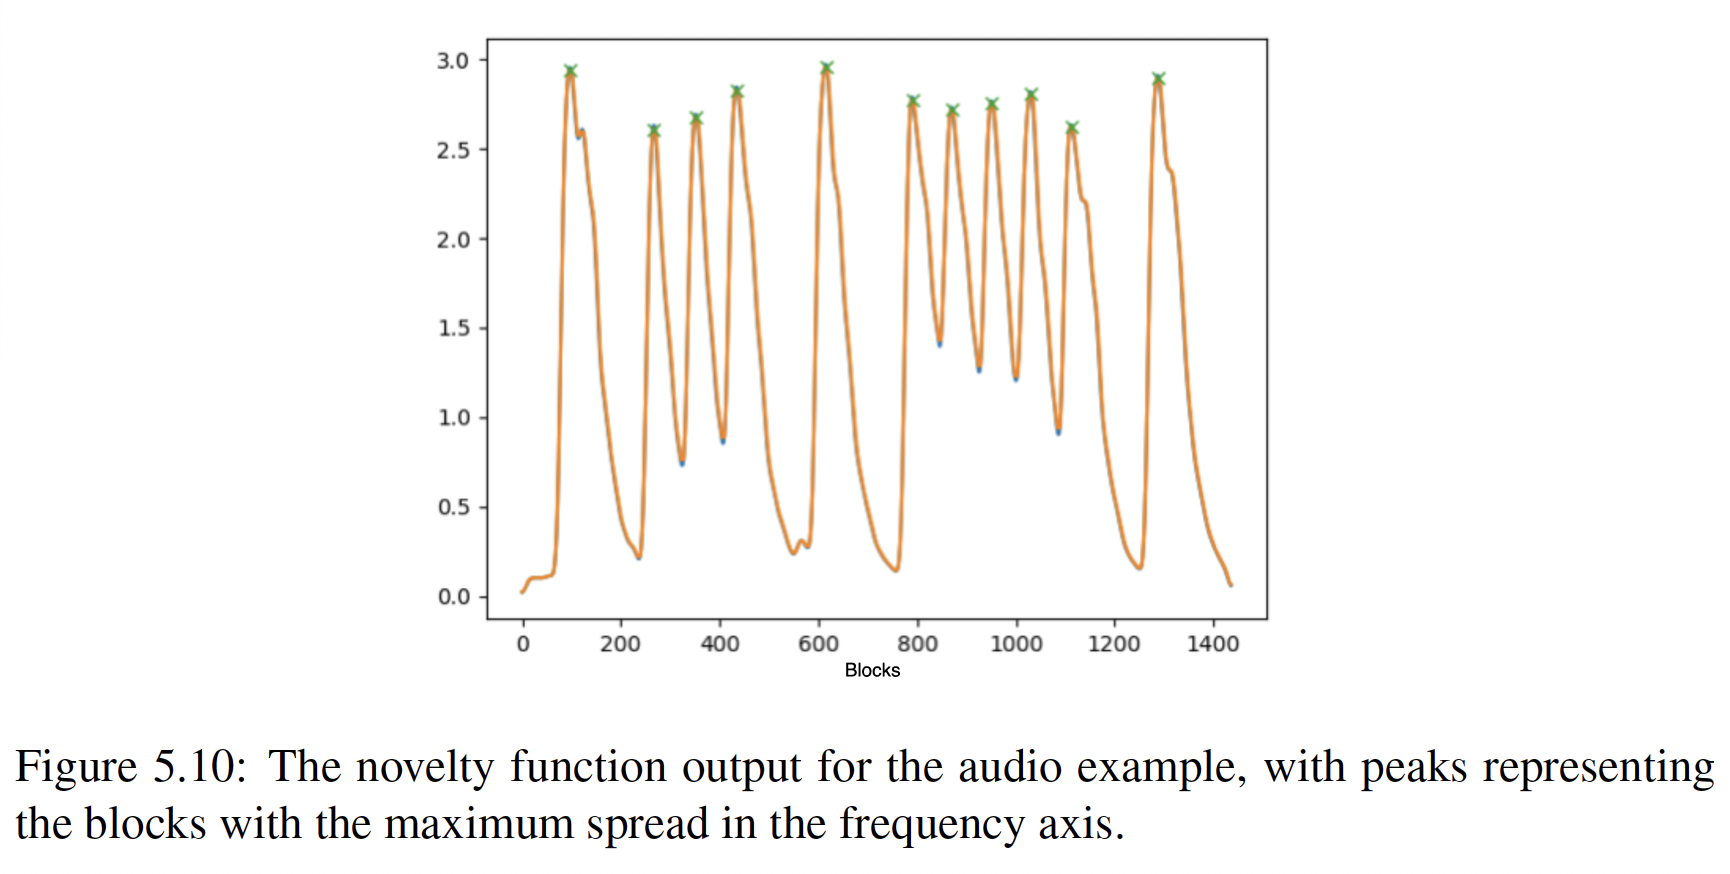 3.0
2.5
2.0
1.5
1.0
0.5
0.0
0 200 400 600 800 1000 1200 1400
Blocks
Figure 5.10: The novelty function output for the audio example, with peaks representing
the blocks with the maximum spread in the frequency axis.